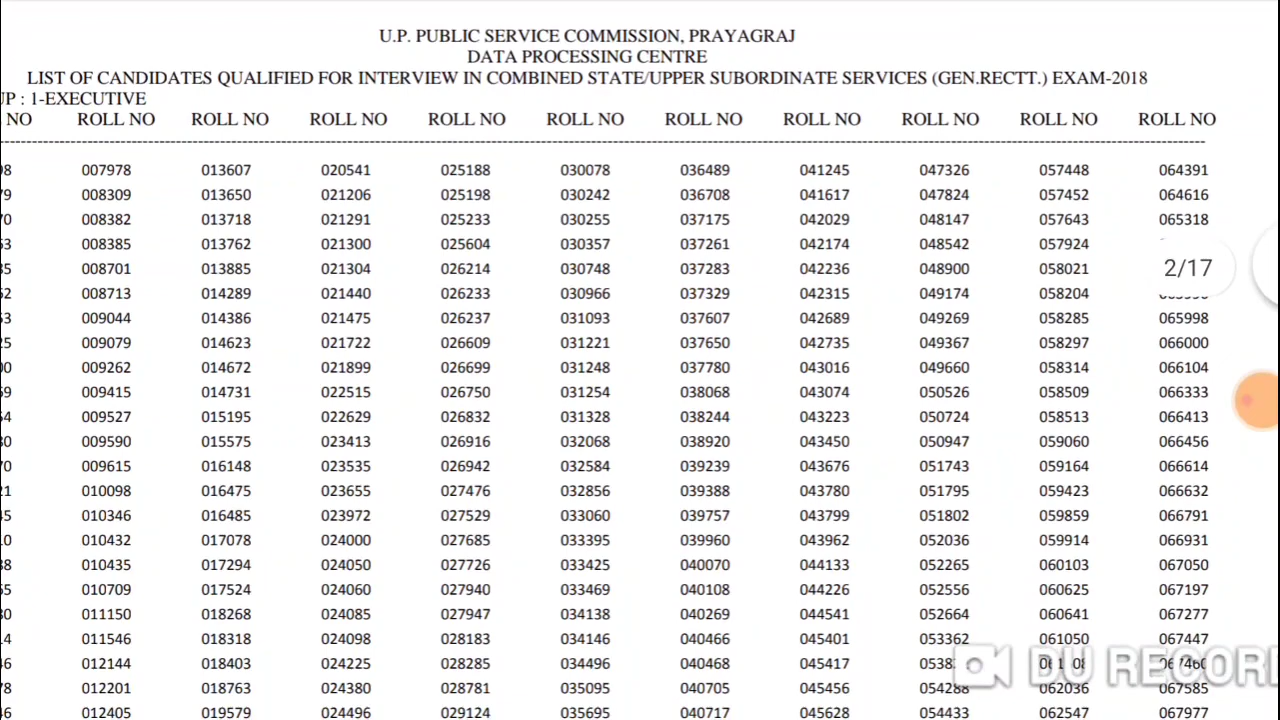 U.P. PUBLIC SERVICE COMMISSION, PRAYAGRAJ
DATA PROCESSING CENTRE
LIST OF CANDIDATES QUALIFIED FOR INTERVIEW IN COMBINED STATE/UPPER SUBORDINATE SERVICES (GEN.RECTT.) EXAM-2018
UP : 1-EXECUTIVE
NO ROLL NO ROLL NO ROLL NO ROLL NO ROLL NO ROLL NO ROLL NO ROLL NO ROLL NO ROLL NO
007978 013607 020541 025188 030078 036489 041245 047326 057448 064391
008309 013650 021206 025198 030242 036708 041617 047824 057452 064616
008382 013718 021291 025233 030255 037175 042029 048147 057643 065318
008385 013762 021300 025604 030357 037261 042174 048542 057924
008701 013885 021304 026214 030748 037283 042236 048900 058021 2/17
008713 014289 021440 026233 030966 037329 042315 049174 058204
009044 014386 021475 026237 031093 037607 042689 049269 058285 065998
009079 014623 021722 026609 031221 037650 042735 049367 058297 066000
009262 014672 021899 026699 031248 037780 043016 049660 058314 066104
009415 014731 022515 026750 031254 038068 043074 050526 058509 066333
009527 015195 022629 026832 031328 038244 043223 050724 058513 066413
009590 015575 023413 026916 032068 038920 043450 050947 059060 066456
009615 016148 023535 026942 032584 039239 043676 051743 059164 066614
010098 016475 023655 027476 032856 039388 043780 051795 059423 066632
010346 016485 023972 027529 033060 039757 043799 051802 059859 066791
010432 017078 024000 027685 033395 039960 043962 052036 059914 066931
010435 017294 024050 027726 033425 040070 044133 052265 060103 067050
010709 017524 024060 027940 033469 040108 044226 052556 060625 067197
011150 018268 024085 027947 034138 040269 044541 052664 060641 067277
011546 018318 024098 028183 034146 040466 045401 053362 061050 067447
012144 018403 024225 028285 034496 040468 045417 067460
DU RECOR
012201 018763 024380 028781 035095 040705 045456 054288 062036 067585
012405 019579 024496 029124 035695 040717 045628 054433 062547 067977